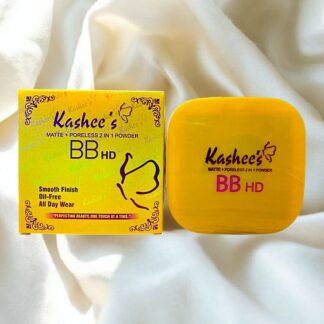 Kashee's
MATTE + PORELESS 2 IN 1 POWDER
BB HD
Smooth Finish
Oil-Free
All Day Wear
"PERFECTING BEAUTY, ONE TOUCH AT A TIME."
Kashee's
MATTE + PORELESS 2 IN 1 POWDER
BB HD